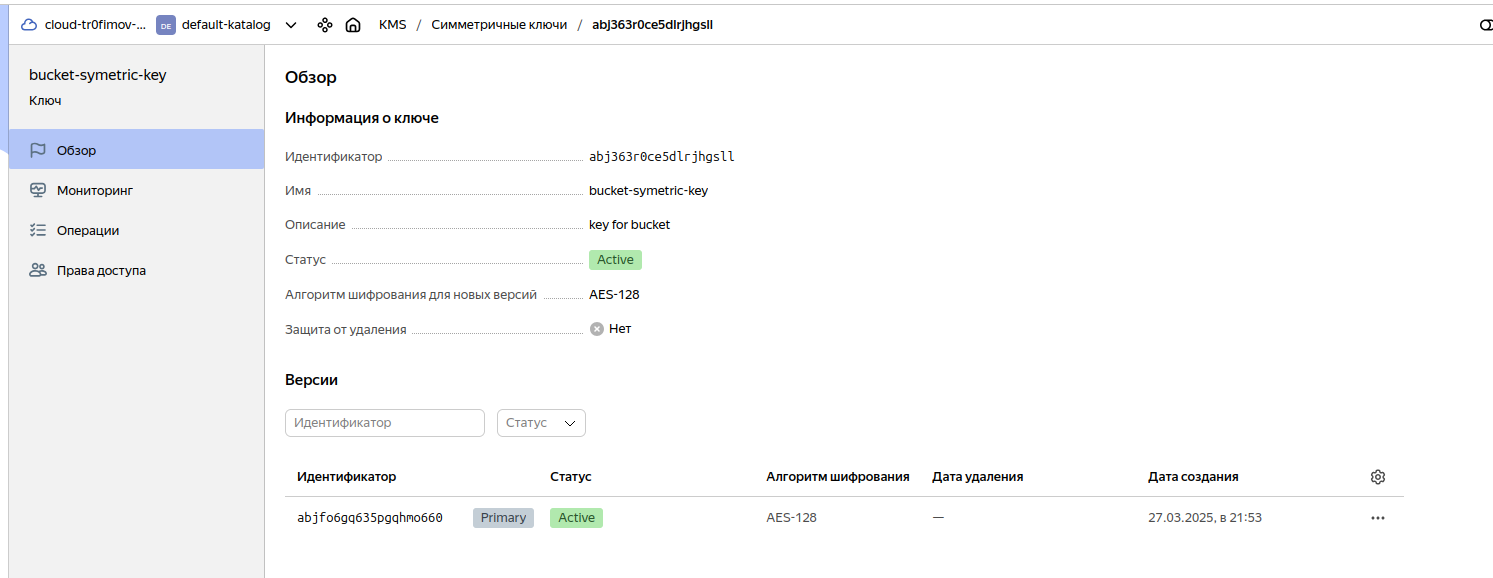 cloud-tr0fimov-... DE default-katalog KMS / Симметричные ключи / abj363r0ce5dlrjhgsll
bucket-symetric-key
Ключ
Обзор
Мониторинг
Операции
Права доступа
Обзор
Информация о ключе
Идентификатор abj363r0ce5dlrjhgsll
Имя bucket-symetric-key
Описание key for bucket
Статус Active
Алгоритм шифрования для новых версий AES-128
Защита от удаления Нет
Версии
Идентификатор Статус
Идентификатор Статус Алгоритм шифрования Дата удаления Дата создания
abjfo6gq635pgqhmo660 Primary Active AES-128 — 27.03.2025, в 21:53